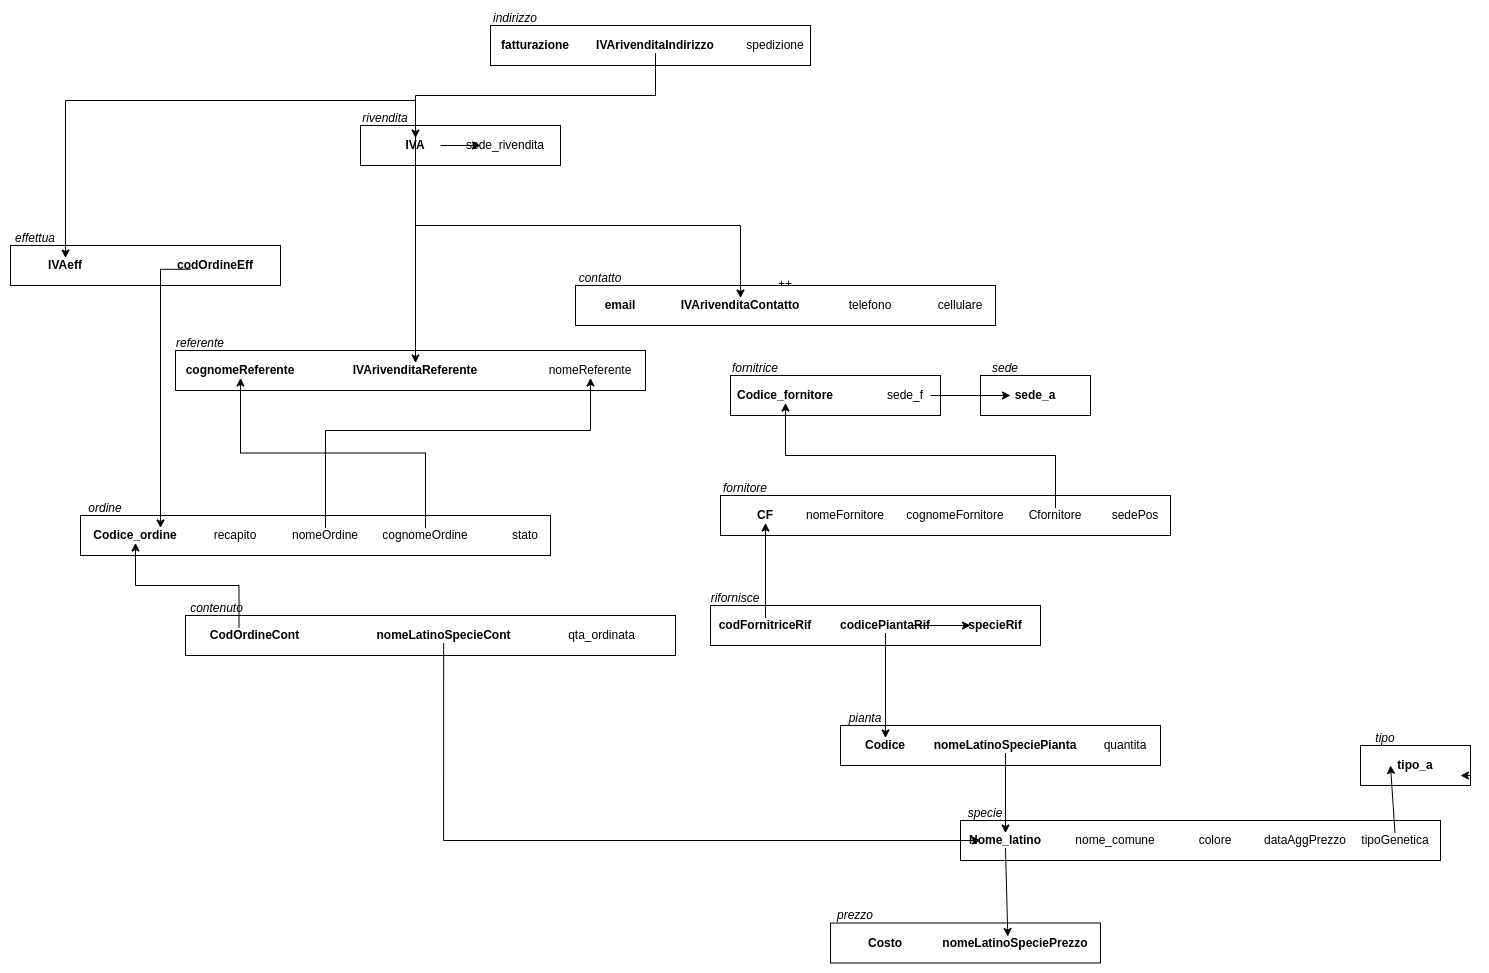 indirizzo
fatturazione IVArivenditaIndirizzo spedizione
rivendita
IVA sede_rivendita
effettua
IVAeff codOrdineEff
contatto
++
email IVArivenditaContatto telefono cellulare
referente
cognomeReferente IVArivenditaReferente nomeReferente
fornitrice
Codice_fornitore sede_f
sede
sede_a
fornitore
CF nomeFornitore cognomeFornitore Cfornitore sedePos
ordine
Codice_ordine recapito nomeOrdine cognomeOrdine stato
rifornisce
codFornitriceRif codicePiantaRif specieRif
contenuto
CodOrdineCont nomeLatinoSpecieCont qta_ordinata
pianta
Codice nomeLatinoSpeciePianta quantita
tipo
tipo_a
specie
Nome_latino nome_comune colore dataAggPrezzo tipoGenetica
prezzo
Costo nomeLatinoSpeciePrezzo